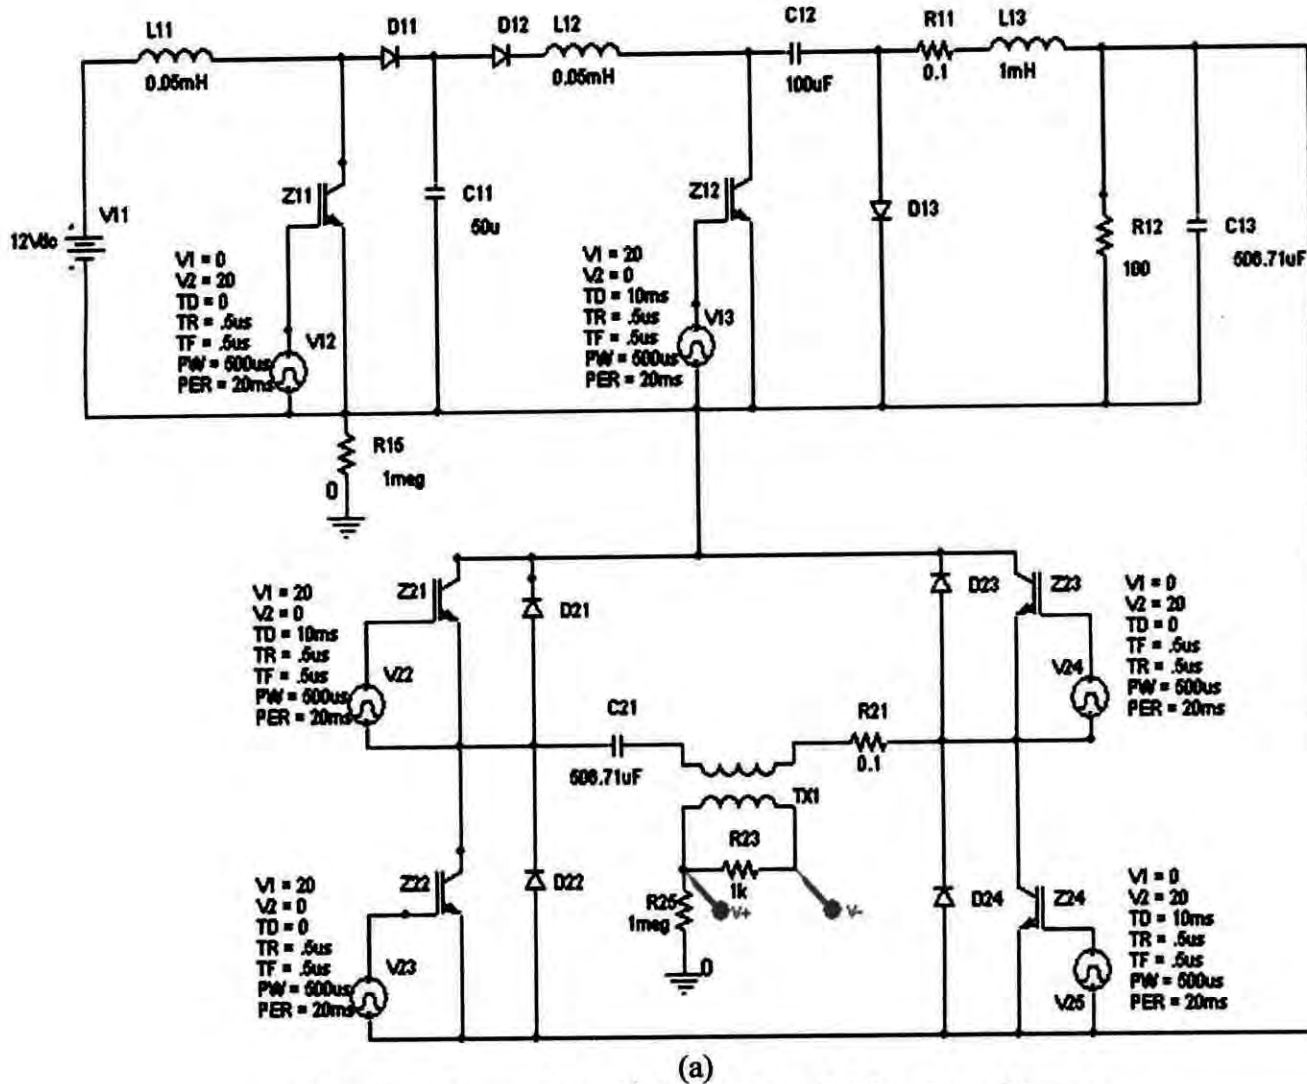 L11
0.05mH
D11
D12
L12
0.05mH
C12
100uF
R11
0.1
L13
1mH
V11
12Vdc
Z11
V1 = 0
V2 = 20
TD = 0
TR = .5us
TF = .5us
PW = 500us
PER = 20ms
V12
C11
50u
Z12
V1 = 20
V2 = 0
TD = 10ms
TR = .5us
TF = .5us
PW = 500us
PER = 20ms
V13
D13
R12
100
C13
506.71uF
R15
1meg
0
Z21
V1 = 20
V2 = 0
TD = 10ms
TR = .5us
TF = .5us
PW = 500us
PER = 20ms
V22
D21
D23
Z23
V1 = 0
V2 = 20
TD = 0
TF = .5us
TR = .5us
PW = 500us
PER = 20ms
V24
C21
506.71uF
R21
0.1
TX1
R23
1k
R25
1meg
V+
V-
0
Z22
V1 = 20
V2 = 0
TD = 0
TR = .5us
TF = .5us
PW = 500us
PER = 20ms
V23
D22
D24
Z24
V1 = 0
V2 = 20
TD = 10ms
TR = .5us
TF = .5us
PW = 500us
PER = 20ms
V25
(a)